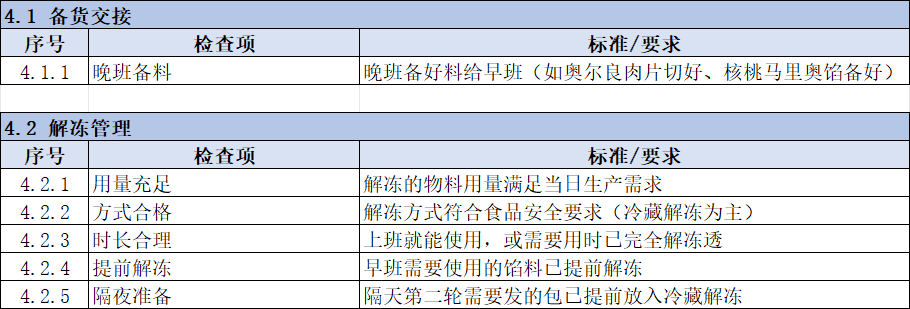 4.1 备货交接
序号 检查项 标准/要求
4.1.1 晚班备料 晚班备好料给早班（如奥尔良肉片切好、核桃马里奥馅备好）
4.2 解冻管理
序号 检查项 标准/要求
4.2.1 用量充足 解冻的物料用量满足当日生产需求
4.2.2 方式合格 解冻方式符合食品安全要求（冷藏解冻为主）
4.2.3 时长合理 上班就能使用，或需要用时已完全解冻透
4.2.4 提前解冻 早班需要使用的馅料已提前解冻
4.2.5 隔夜准备 隔天第二轮需要发的包已提前放入冷藏解冻